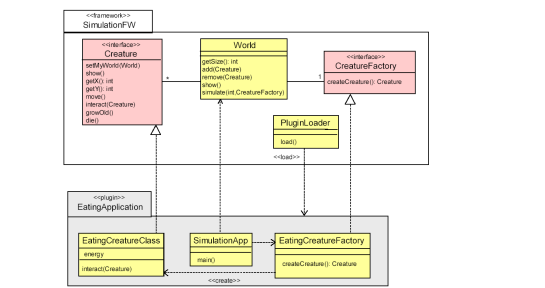 <<framework>>
SimulationFW
<<interface>>
Creature
setMyWorld(World)
show()
getX(): int
getY(): int
move()
interact(Creature)
growOld()
die()
*
World
getSize(): int
add(Creature)
remove(Creature)
show()
simulate(int,CreatureFactory)
1
<<interface>>
CreatureFactory
createCreature(): Creature
PluginLoader
load()
<<load>>
<<plugin>>
EatingApplication
EatingCreatureClass
energy
interact(Creature)
SimulationApp
main()
EatingCreatureFactory
createCreature(): Creature
<<create>>